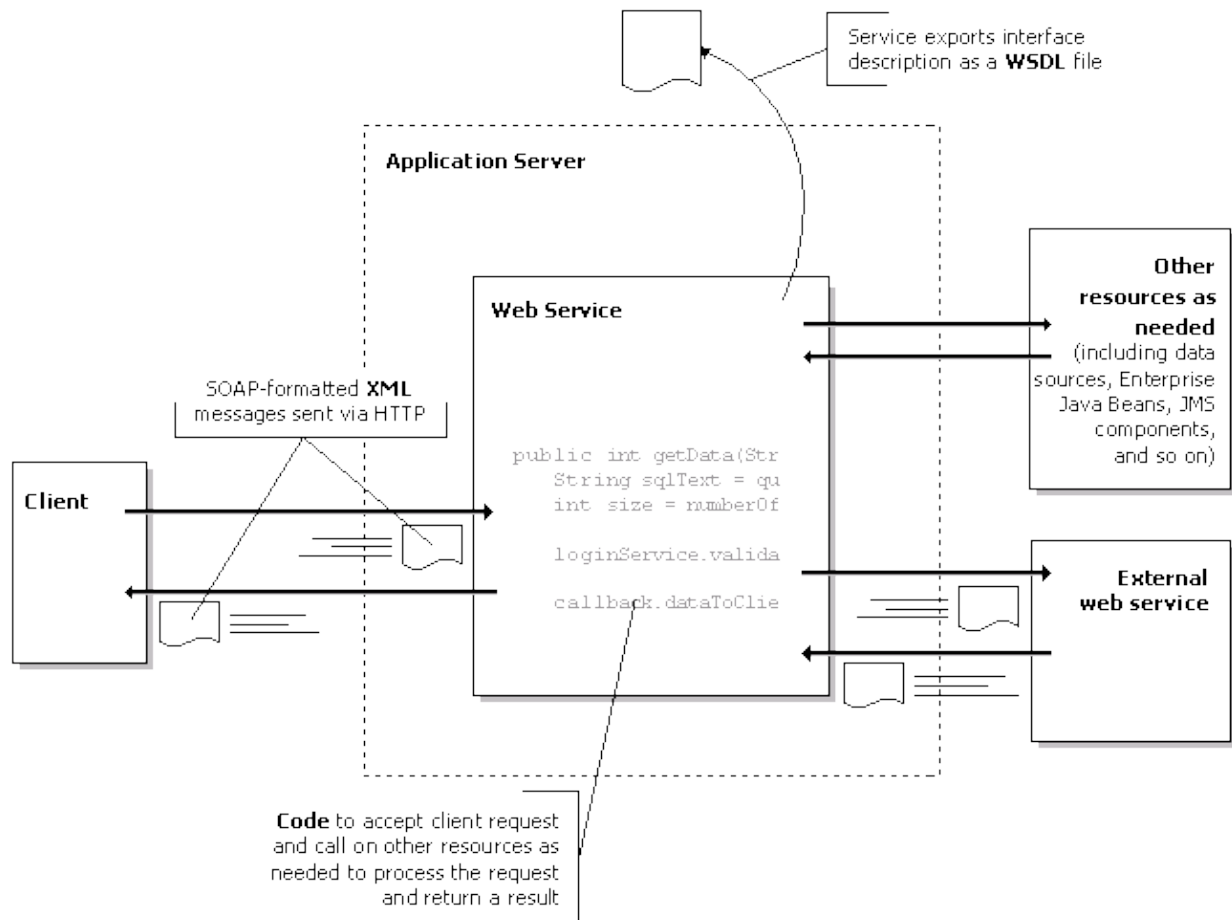 Service exports interface
description as a WSDL file
Application Server
Other
resources as
needed
(including data
sources, Enterprise
Java Beans, JMS
components,
and so on)
Web Service
SOAP-formatted XML
messages sent via HTTP
public int getData(Str
String sqlText = qu
int size = numberOf
loginService.valida
callback.dataToClie
Client
External
web service
Code to accept client request
and call on other resources as
needed to process the request
and return a result